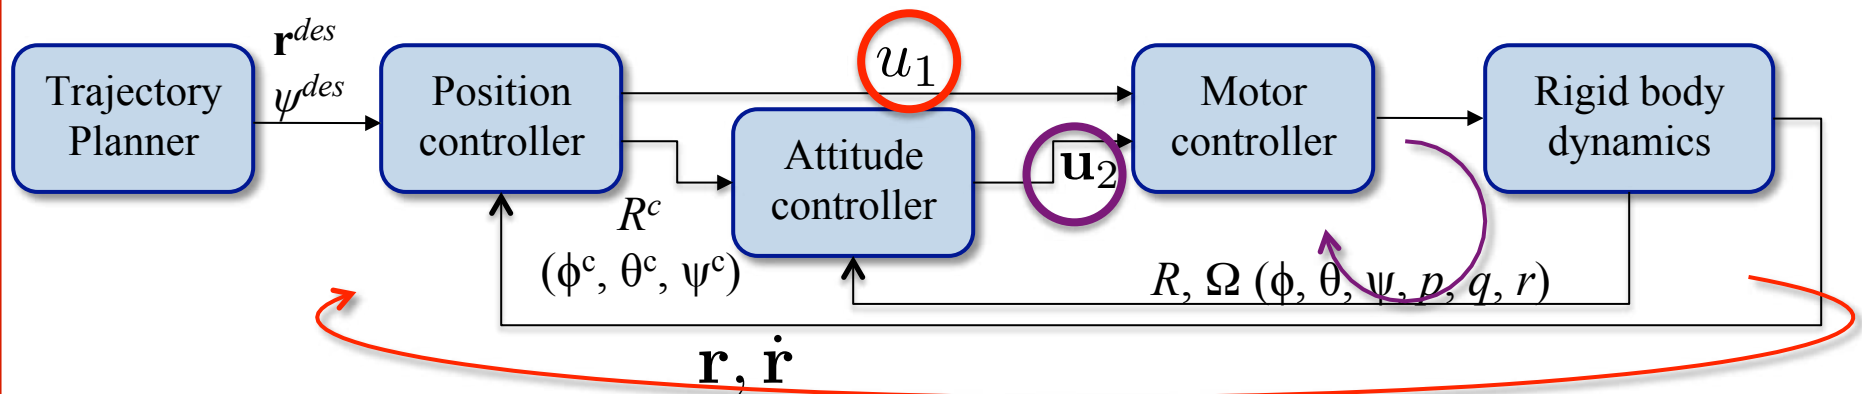 Trajectory
Planner
𝐫^des
ψ^des
Position
controller
u₁
R^c
(ϕ^c, θ^c, ψ^c)
Attitude
controller
𝐮₂
Motor
controller
Rigid body
dynamics
R, Ω (ϕ, θ, ψ, p, q, r)
𝐫, 𝐫̇